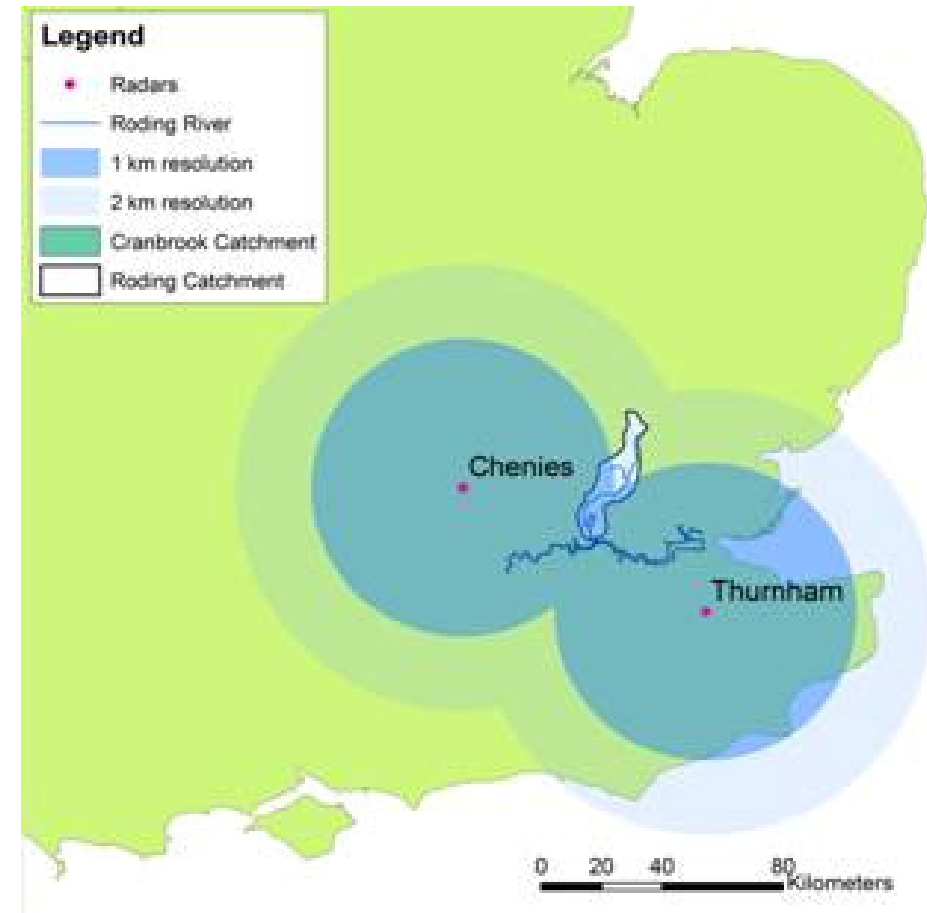 Legend
Radars
Roding River
1 km resolution
2 km resolution
Cranbrook Catchment
Roding Catchment
Chenies
Thurnham
0 20 40 80
Kilometers